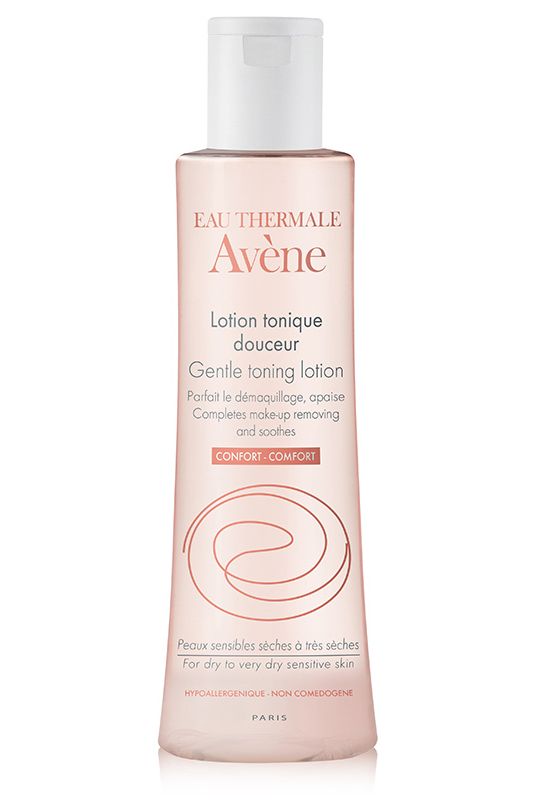 EAU THERMALE
Avène
Lotion tonique
douceur
Gentle toning lotion
Parfait le démaquillage, apaise
Completes make-up removing
and soothes
CONFORT - COMFORT
Peaux sensibles sèches à très sèches
For dry to very dry sensitive skin
HYPOALLERGENIQUE - NON COMEDOGENE
PARIS